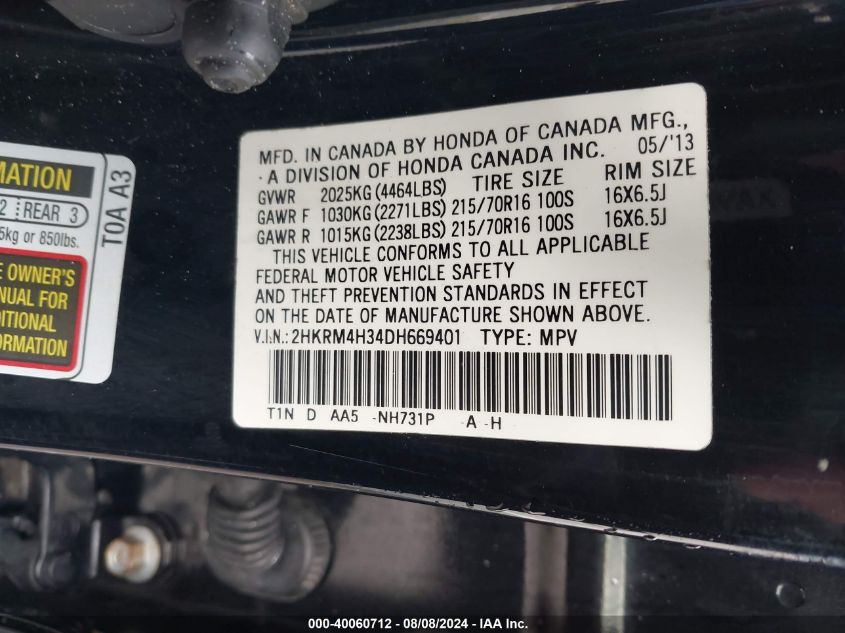 MFD. IN CANADA BY HONDA OF CANADA MFG.,
A DIVISION OF HONDA CANADA INC. 05/'13
GVWR 2025KG(4464LBS) TIRE SIZE RIM SIZE
GAWR F 1030KG(2271LBS) 215/70R16 100S 16X6.5J
GAWR R 1015KG(2238LBS) 215/70R16 100S 16X6.5J
THIS VEHICLE CONFORMS TO ALL APPLICABLE
FEDERAL MOTOR VEHICLE SAFETY
AND THEFT PREVENTION STANDARDS IN EFFECT
ON THE DATE OF MANUFACTURE SHOWN ABOVE.
V.I.N.: 2HKRM4H34DH669401 TYPE: MPV
T1N D AA5 -NH731P -A -H
MATION
2 REAR 3
5kg or 850lbs.
T0A A3
E OWNER'S
NUAL FOR
DITIONAL
FORMATION
000-40060712 - 08/08/2024 - IAA Inc.